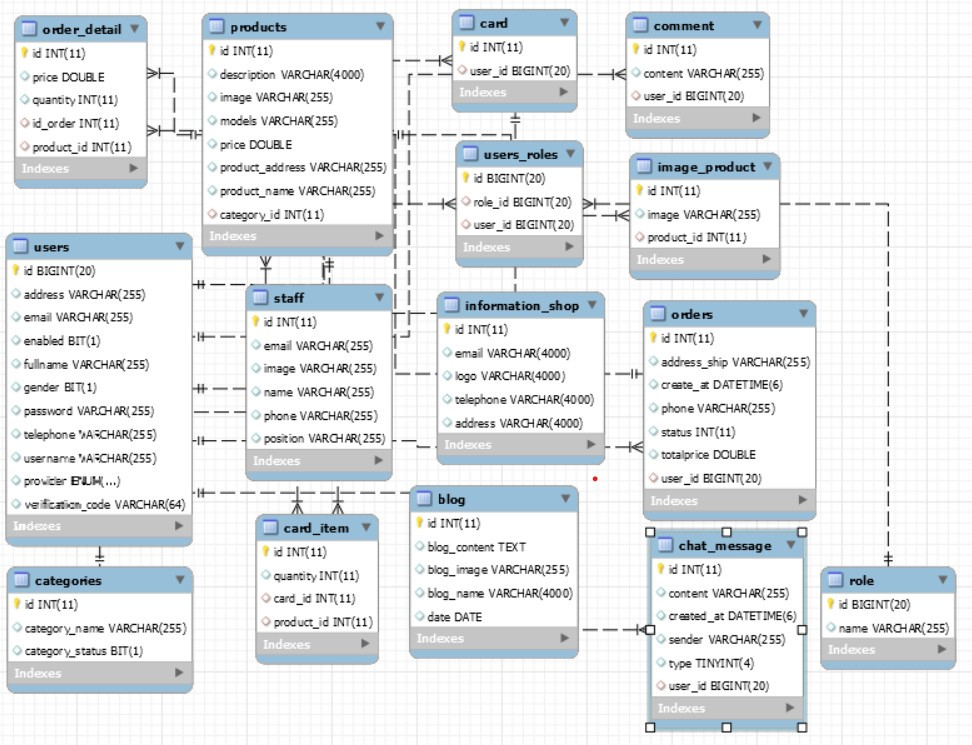 order_detail
id INT(11)
price DOUBLE
quantity INT(11)
id_order INT(11)
product_id INT(11)
Indexes
products
id INT(11)
description VARCHAR(4000)
image VARCHAR(255)
models VARCHAR(255)
price DOUBLE
product_address VARCHAR(255)
product_name VARCHAR(255)
category_id INT(11)
Indexes
card
id INT(11)
user_id BIGINT(20)
Indexes
comment
id INT(11)
content VARCHAR(255)
user_id BIGINT(20)
Indexes
users_roles
id BIGINT(20)
role_id BIGINT(20)
user_id BIGINT(20)
Indexes
image_product
id INT(11)
image VARCHAR(255)
product_id INT(11)
Indexes
users
id BIGINT(20)
address VARCHAR(255)
email VARCHAR(255)
enabled BIT(1)
fullname VARCHAR(255)
gender BIT(1)
password VARCHAR(255)
telephone VARCHAR(255)
username VARCHAR(255)
provider ENUM(...)
verification_code VARCHAR(64)
Indexes
staff
id INT(11)
email VARCHAR(255)
image VARCHAR(255)
name VARCHAR(255)
phone VARCHAR(255)
position VARCHAR(255)
Indexes
information_shop
id INT(11)
email VARCHAR(4000)
logo VARCHAR(4000)
telephone VARCHAR(4000)
address VARCHAR(4000)
Indexes
orders
id INT(11)
address_ship VARCHAR(255)
create_at DATETIME(6)
phone VARCHAR(255)
status INT(11)
totalprice DOUBLE
user_id BIGINT(20)
Indexes
categories
id INT(11)
category_name VARCHAR(255)
category_status BIT(1)
Indexes
card_item
id INT(11)
quantity INT(11)
card_id INT(11)
product_id INT(11)
Indexes
blog
id INT(11)
blog_content TEXT
blog_image VARCHAR(255)
blog_name VARCHAR(4000)
date DATE
Indexes
chat_message
id INT(11)
content VARCHAR(255)
created_at DATETIME(6)
sender VARCHAR(255)
type TINYINT(4)
user_id BIGINT(20)
Indexes
role
id BIGINT(20)
name VARCHAR(255)
Indexes